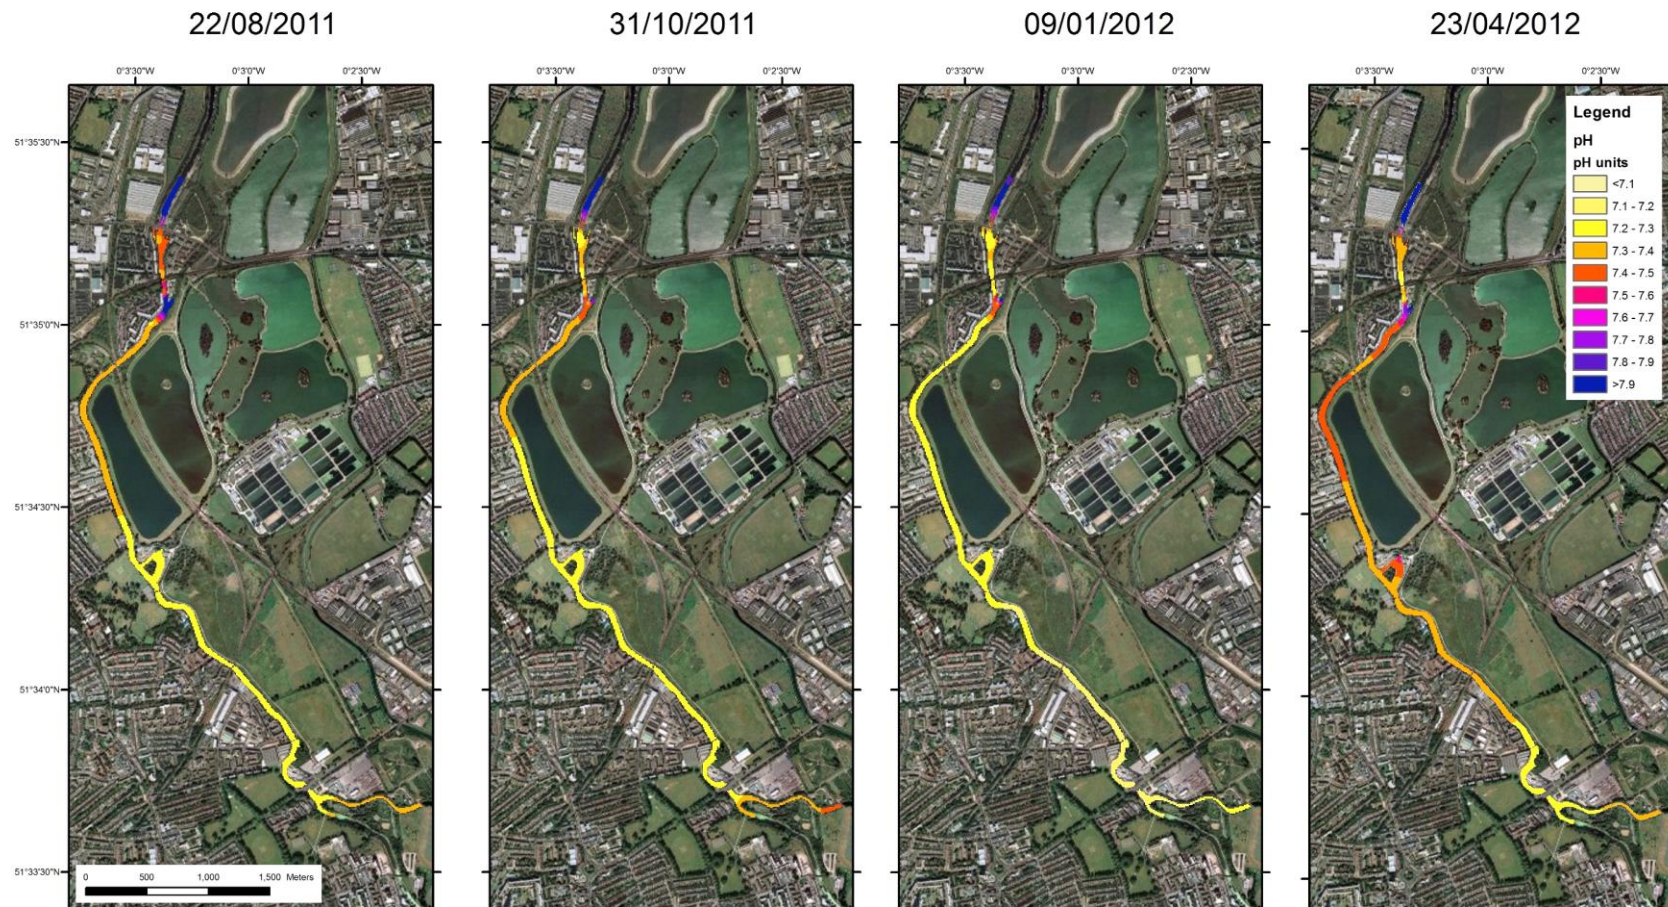 22/08/2011
31/10/2011
09/01/2012
23/04/2012
0°3'30"W 0°3'0"W 0°2'30"W
0°3'30"W 0°3'0"W 0°2'30"W
0°3'30"W 0°3'0"W 0°2'30"W
0°3'30"W 0°3'0"W 0°2'30"W
51°35'30"N
51°35'0"N
51°34'30"N
51°34'0"N
51°33'30"N
Legend
pH
pH units
<7.1
7.1 - 7.2
7.2 - 7.3
7.3 - 7.4
7.4 - 7.5
7.5 - 7.6
7.6 - 7.7
7.7 - 7.8
7.8 - 7.9
>7.9
0 500 1,000 1,500 Meters